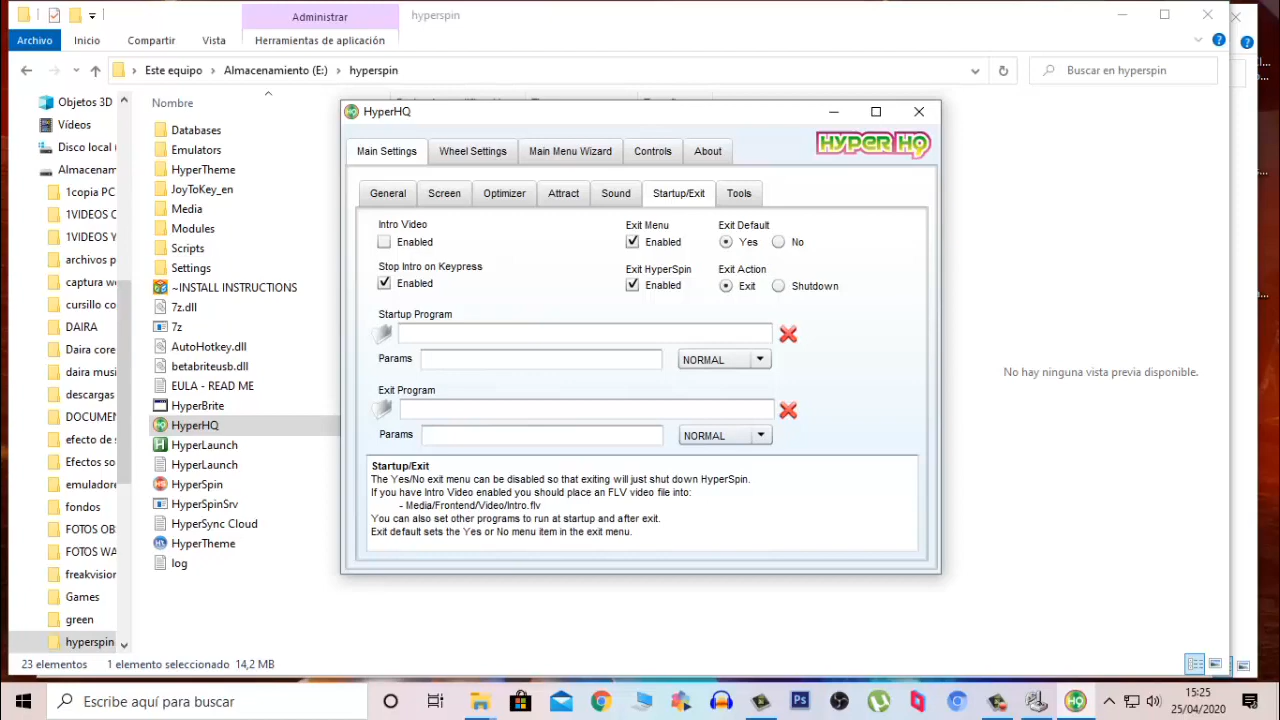 Administrar
hyperspin
Archivo
Inicio
Compartir
Vista
Herramientas de aplicación
Este equipo
Almacenamiento (E:)
hyperspin
Buscar en hyperspin
Objetos 3D
Vídeos
Disco local
Almacenam
1copia PC
1VIDEOS
1VIDEOS Y
archivos p
captura w
cursillo co
DAIRA
Daira core
daira musi
descargas
DOCUMEN
efecto de s
Efectos so
emuladore
fondos
FOTOS OB
FOTOS WA
freakvision
Games
green
hyperspin
Nombre
Databases
Emulators
HyperTheme
JoyToKey_en
Media
Modules
Scripts
Settings
~INSTALL INSTRUCTIONS
7z.dll
7z
AutoHotkey.dll
betabriteusb.dll
EULA - READ ME
HyperBrite
HyperHQ
HyperLaunch
HyperLaunch
HyperSpin
HyperSpinSrv
HyperSync Cloud
HyperTheme
log
HyperHQ
HYPER HQ
Main Settings
Wheel Settings
Main Menu Wizard
Controls
About
General
Screen
Optimizer
Attract
Sound
Startup/Exit
Tools
Intro Video
Enabled
Exit Menu
Enabled
Exit Default
Yes
No
Stop Intro on Keypress
Enabled
Exit HyperSpin
Enabled
Exit Action
Exit
Shutdown
Startup Program
Params
NORMAL
Exit Program
Params
NORMAL
Startup/Exit
The Yes/No exit menu can be disabled so that exiting will just shut down HyperSpin.
If you have Intro Video enabled you should place an FLV video file into:
- Media/Frontend/Video/Intro.flv
You can also set other programs to run at startup and after exit.
Exit default sets the Yes or No menu item in the exit menu.
No hay ninguna vista previa disponible.
23 elementos
1 elemento seleccionado 14,2 MB
Escribe aquí para buscar
15:25
25/04/2020